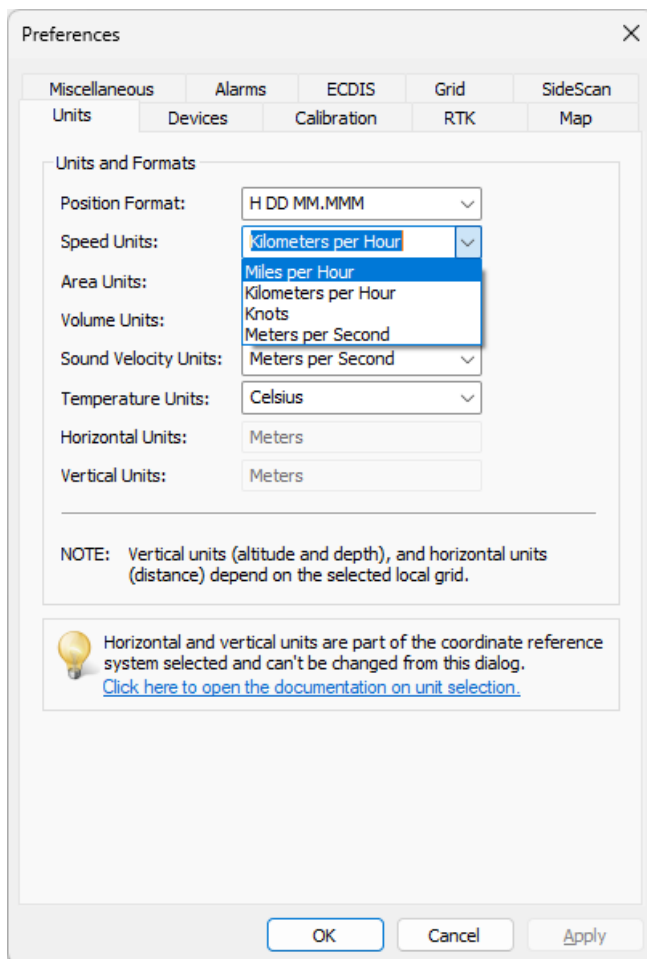 Preferences
Miscellaneous Alarms ECDIS Grid SideScan
Units Devices Calibration RTK Map
Units and Formats
Position Format: H DD MM.MMM
Speed Units: Kilometers per Hour
Miles per Hour
Area Units:
Kilometers per Hour
Knots
Volume Units:
Meters per Second
Sound Velocity Units: Meters per Second
Temperature Units: Celsius
Horizontal Units: Meters
Vertical Units: Meters
NOTE: Vertical units (altitude and depth), and horizontal units
(distance) depend on the selected local grid.
Horizontal and vertical units are part of the coordinate reference
system selected and can't be changed from this dialog.
Click here to open the documentation on unit selection.
OK Cancel Apply